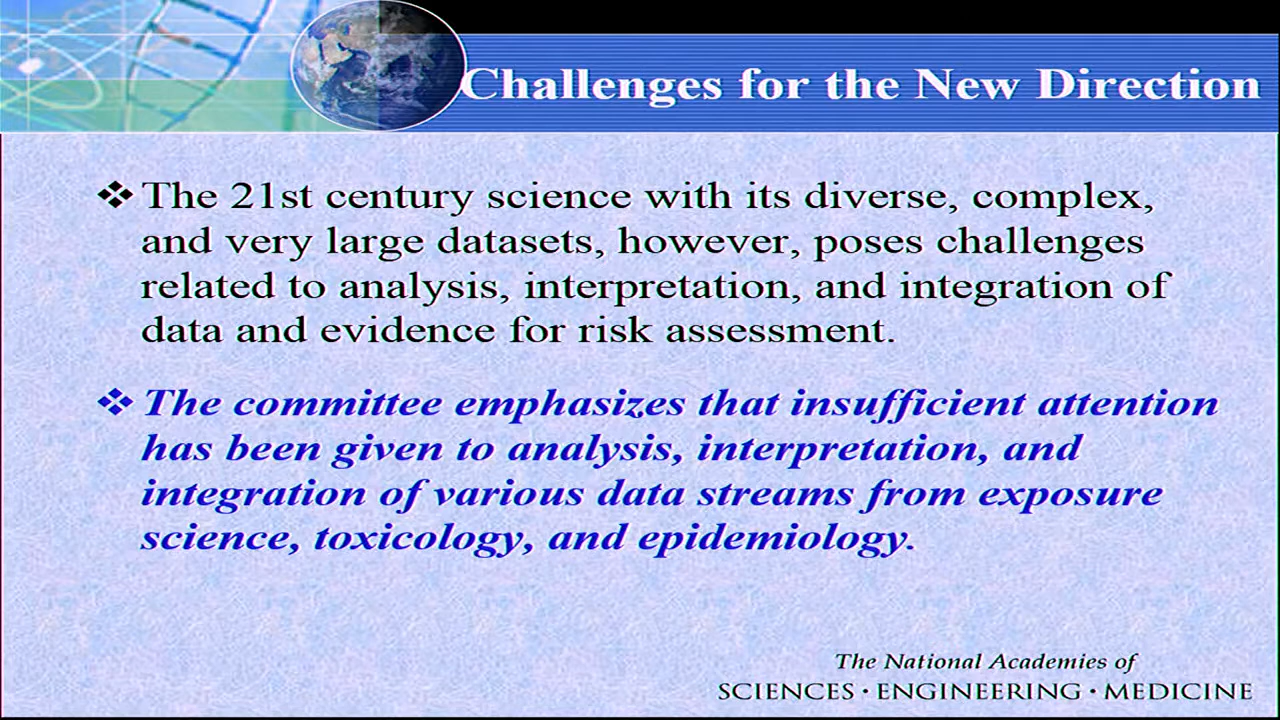 Challenges for the New Direction
❖ The 21st century science with its diverse, complex,
and very large datasets, however, poses challenges
related to analysis, interpretation, and integration of
data and evidence for risk assessment.
❖ The committee emphasizes that insufficient attention
has been given to analysis, interpretation, and
integration of various data streams from exposure
science, toxicology, and epidemiology.
The National Academies of
SCIENCES · ENGINEERING · MEDICINE